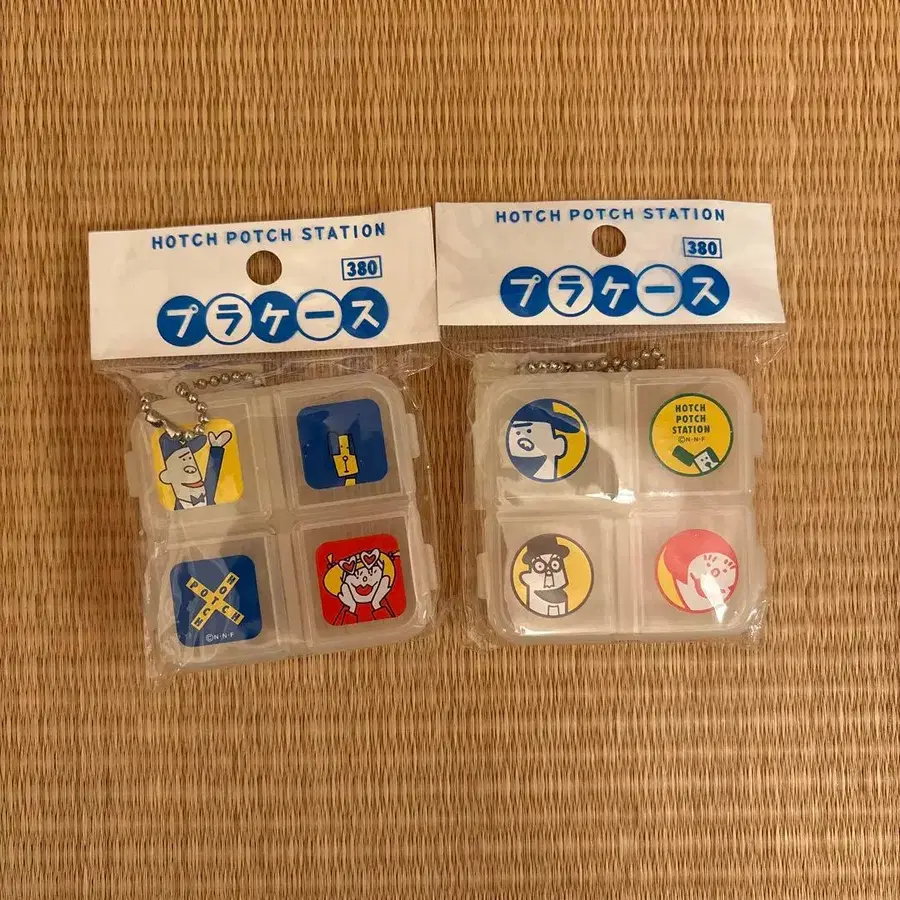 HOTCH POTCH STATION
380
プラケース
HOTCH
POTCH
©N·N·F
HOTCH POTCH STATION
380
プラケース
HOTCH
POTCH
STATION
©N·N·F